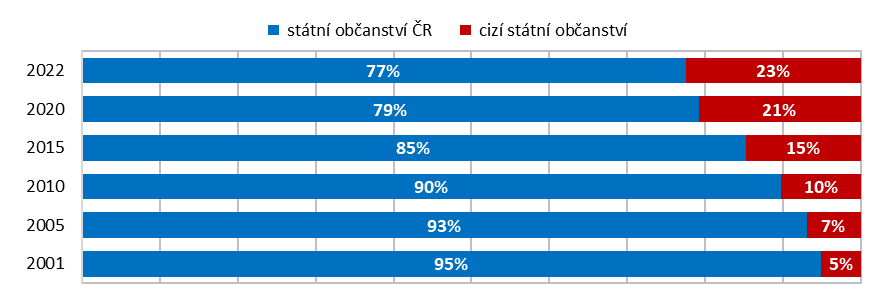 státní občanství ČR cizí státní občanství
2022 77% 23%
2020 79% 21%
2015 85% 15%
2010 90% 10%
2005 93% 7%
2001 95% 5%